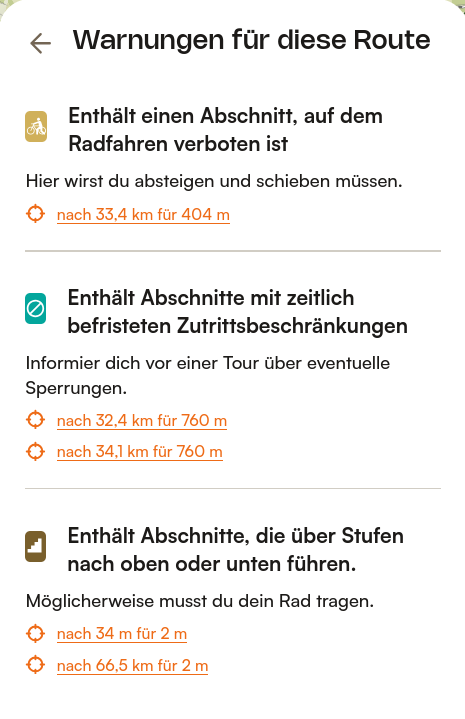 Warnungen für diese Route
Enthält einen Abschnitt, auf dem
Radfahren verboten ist
Hier wirst du absteigen und schieben müssen.
nach 33,4 km für 404 m
Enthält Abschnitte mit zeitlich
befristeten Zutrittsbeschränkungen
Informier dich vor einer Tour über eventuelle
Sperrungen.
nach 32,4 km für 760 m
nach 34,1 km für 760 m
Enthält Abschnitte, die über Stufen
nach oben oder unten führen.
Möglicherweise musst du dein Rad tragen.
nach 34 m für 2 m
nach 66,5 km für 2 m